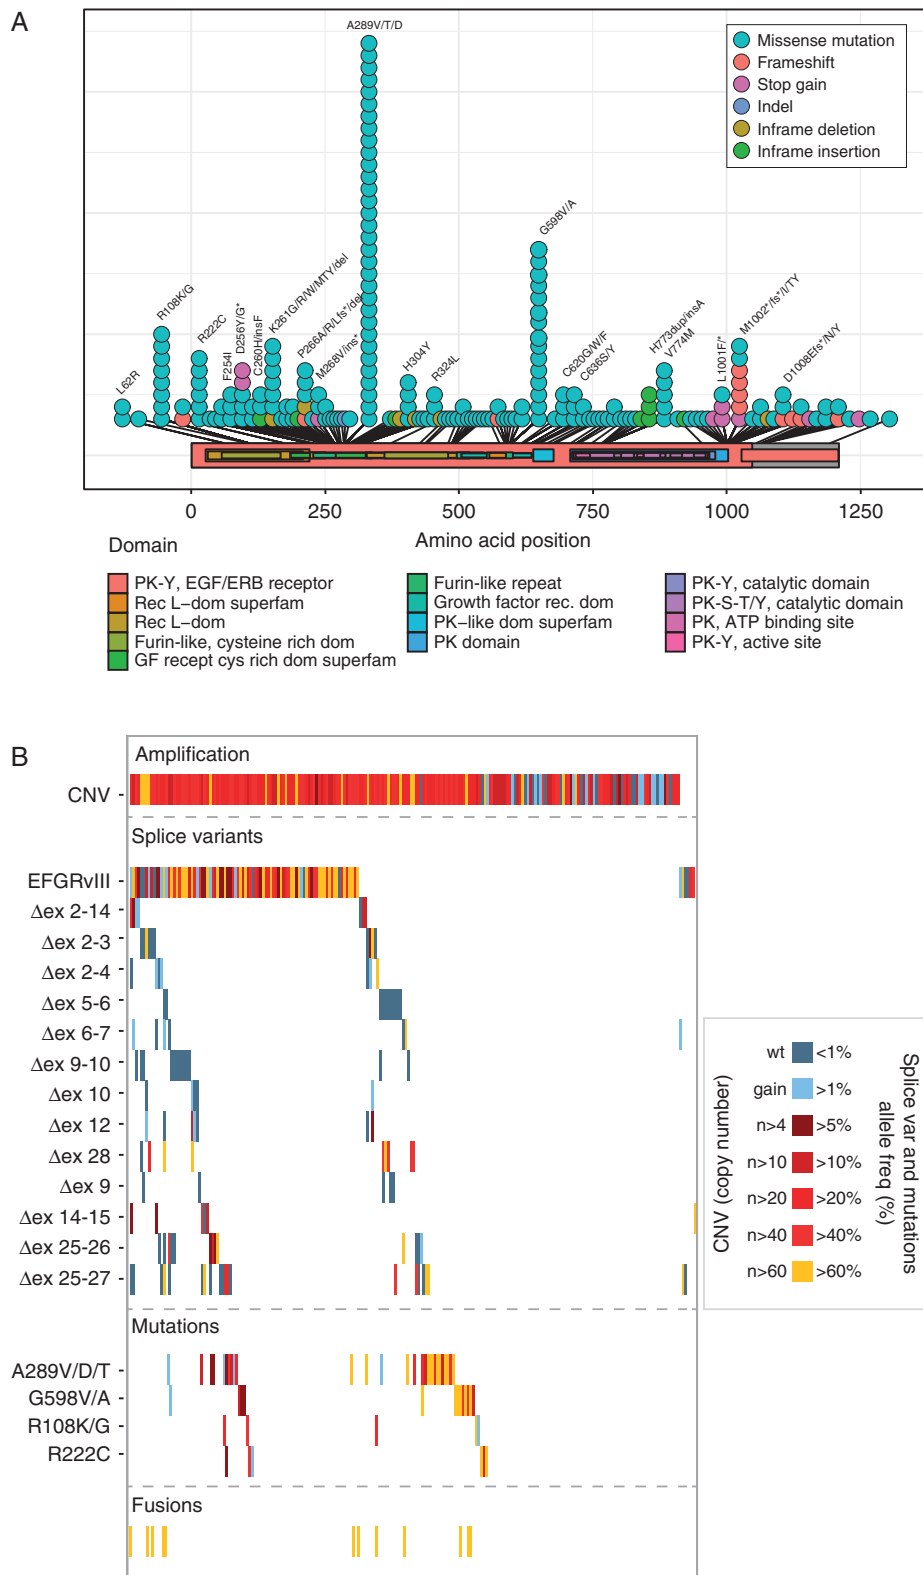 A
A289V/T/D
Missense mutation
Frameshift
Stop gain
Indel
Inframe deletion
Inframe insertion
L62R
R108K/G
R222C
F254I
D256Y/G*
C260H/insF
K261G/R/W/MTY/del
P266A/R/Lfs*/del
M268V/ins*
H304Y
R324L
G598V/A
C620G/W/F
C636S/Y
H773dup/insA
V774M
L1001F/*
M1002*/fs*/I/TY
D1008Efs*/N/Y
0
250
500
750
1000
1250
Amino acid position
Domain
PK-Y, EGF/ERB receptor
Rec L-dom superfam
Rec L-dom
Furin-like, cysteine rich dom
GF recept cys rich dom superfam
Furin-like repeat
Growth factor rec. dom
PK-like dom superfam
PK domain
PK-Y, catalytic domain
PK-S-T/Y, catalytic domain
PK, ATP binding site
PK-Y, active site
B
Amplification
CNV
Splice variants
EFGRvIII
Δex 2-14
Δex 2-3
Δex 2-4
Δex 5-6
Δex 6-7
Δex 9-10
Δex 10
Δex 12
Δex 28
Δex 9
Δex 14-15
Δex 25-26
Δex 25-27
Mutations
A289V/D/T
G598V/A
R108K/G
R222C
Fusions
CNV (copy number)
wt <1%
gain >1%
n>4 >5%
n>10 >10%
n>20 >20%
n>40 >40%
n>60 >60%
Splice var and mutations
allele freq (%)